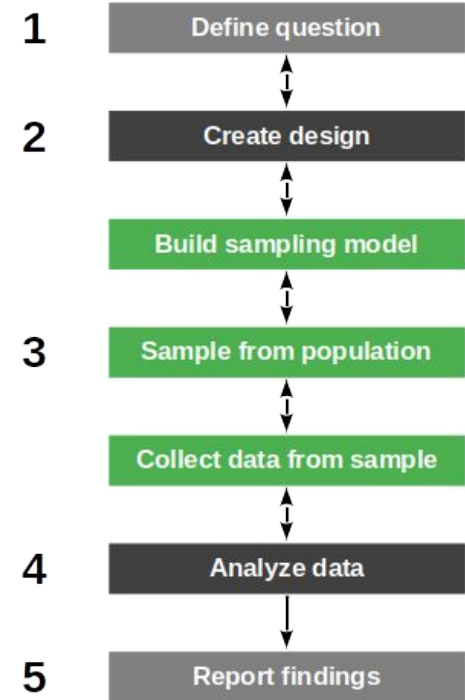 1 Define question
2 Create design
Build sampling model
3 Sample from population
Collect data from sample
4 Analyze data
5 Report findings